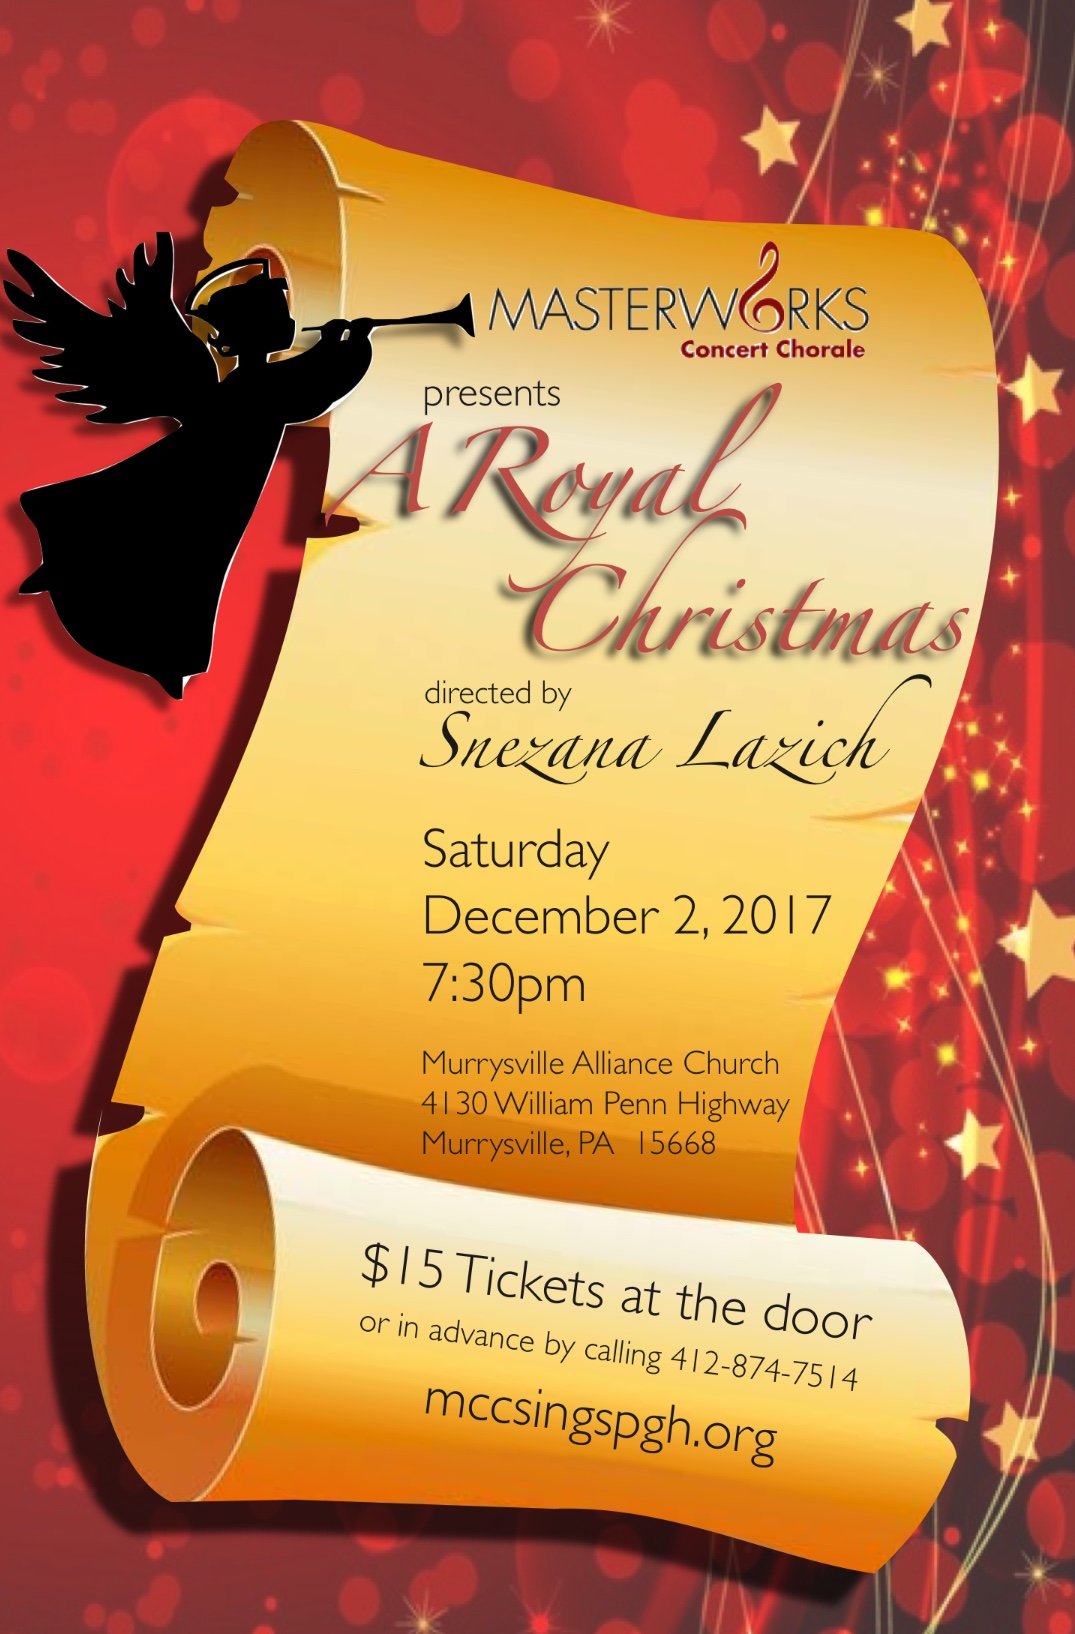 MASTERWORKS
Concert Chorale
presents
A Royal
Christmas
directed by
Snezana Lazich
Saturday
December 2, 2017
7:30pm
Murrysville Alliance Church
4130 William Penn Highway
Murrysville, PA 15668
$15 Tickets at the door
or in advance by calling 412-874-7514
mccsingspgh.org